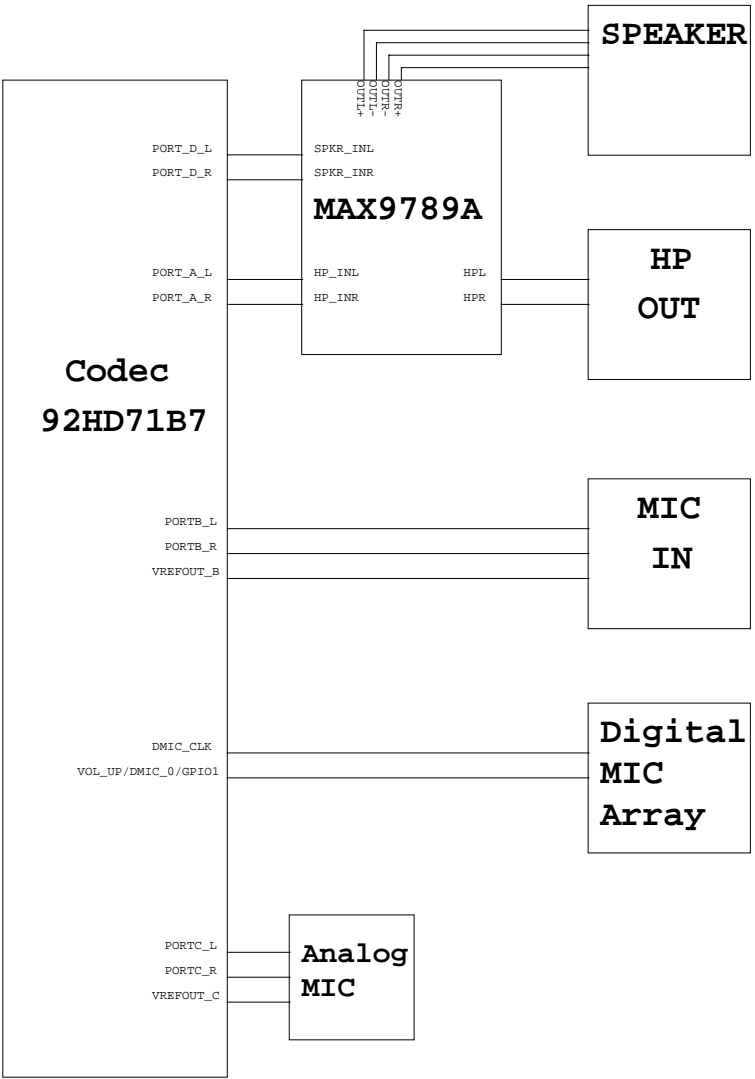 SPEAKER
OUTL+
OUTL-
OUTR-
OUTR+
PORT_D_L
SPKR_INL
PORT_D_R
SPKR_INR
MAX9789A
HP
OUT
PORT_A_L
HP_INL
HPL
PORT_A_R
HP_INR
HPR
Codec
92HD71B7
MIC
IN
PORTB_L
PORTB_R
VREFOUT_B
Digital
MIC
Array
DMIC_CLK
VOL_UP/DMIC_0/GPIO1
PORTC_L
PORTC_R
VREFOUT_C
Analog
MIC